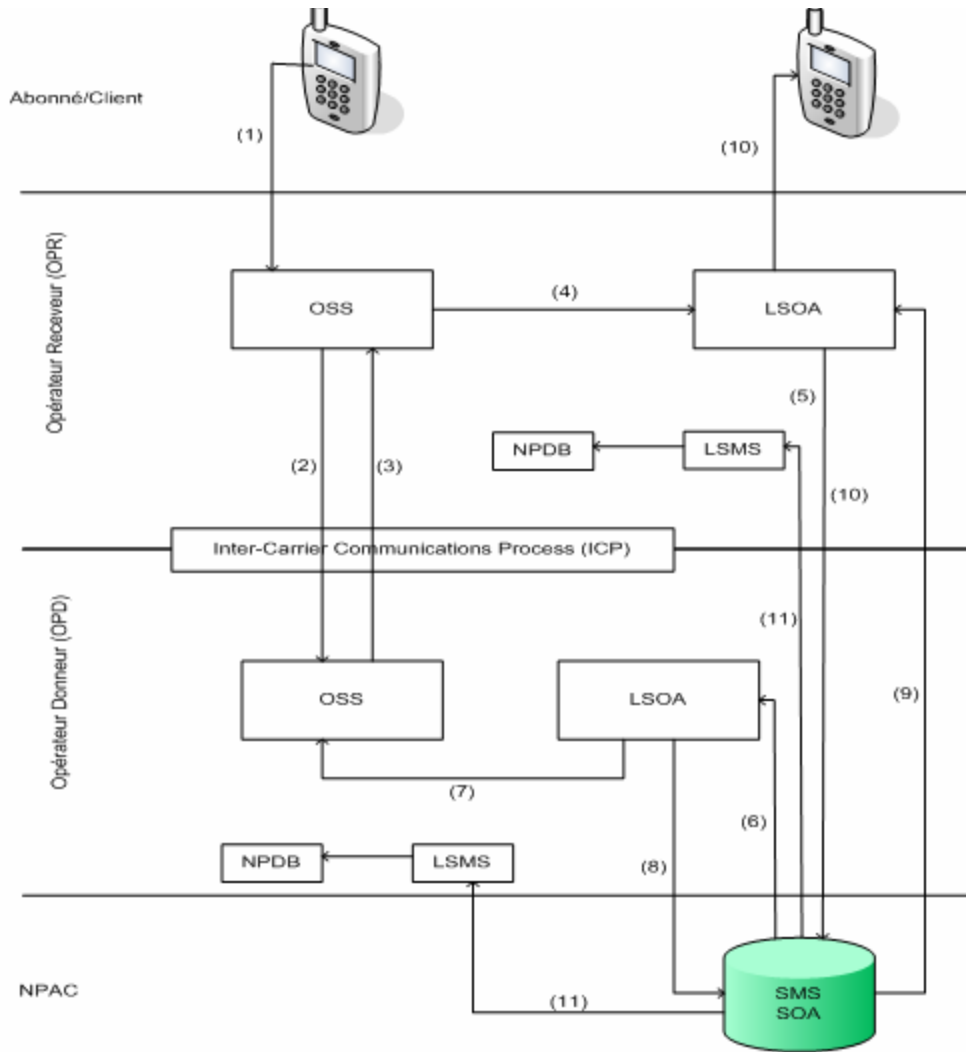 Abonné/Client
(1)
(10)
Opérateur Receveur (OPR)
OSS
(4)
LSOA
(5)
NPDB
LSMS
(2)
(3)
(10)
Inter-Carrier Communications Process (ICP)
Opérateur Donneur (OPD)
(11)
OSS
LSOA
(9)
(7)
(6)
NPDB
LSMS
(8)
NPAC
(11)
SMS
SOA